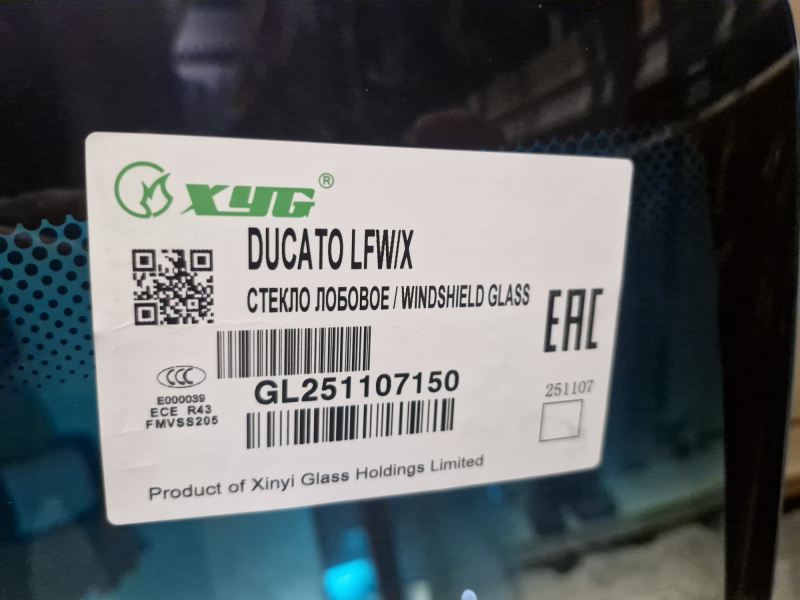 XYG®
DUCATO LFW/X
СТЕКЛО ЛОБОВОЕ / WINDSHIELD GLASS
EAC
CCC
E000039
ECE R43
FMVSS205
GL251107150
251107
Product of Xinyi Glass Holdings Limited